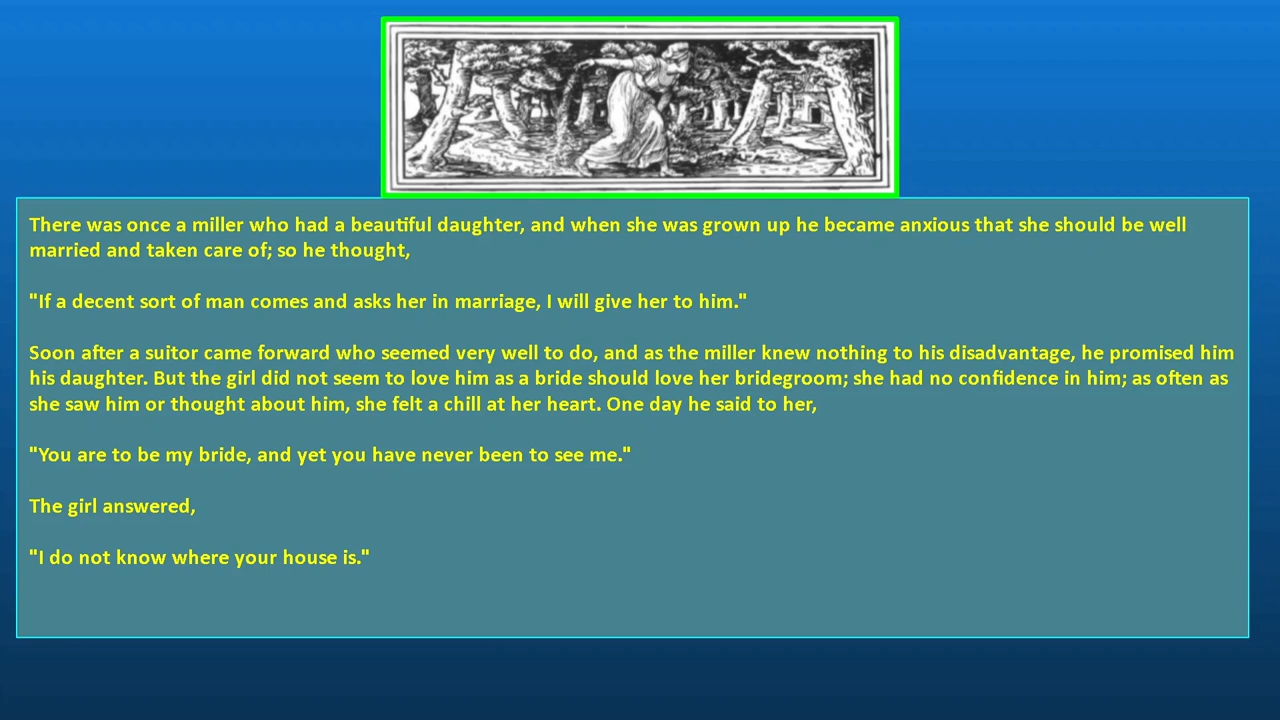 There was once a miller who had a beautiful daughter, and when she was grown up he became anxious that she should be well
married and taken care of; so he thought,
"If a decent sort of man comes and asks her in marriage, I will give her to him."
Soon after a suitor came forward who seemed very well to do, and as the miller knew nothing to his disadvantage, he promised him
his daughter. But the girl did not seem to love him as a bride should love her bridegroom; she had no confidence in him; as often as
she saw him or thought about him, she felt a chill at her heart. One day he said to her,
"You are to be my bride, and yet you have never been to see me."
The girl answered,
"I do not know where your house is."